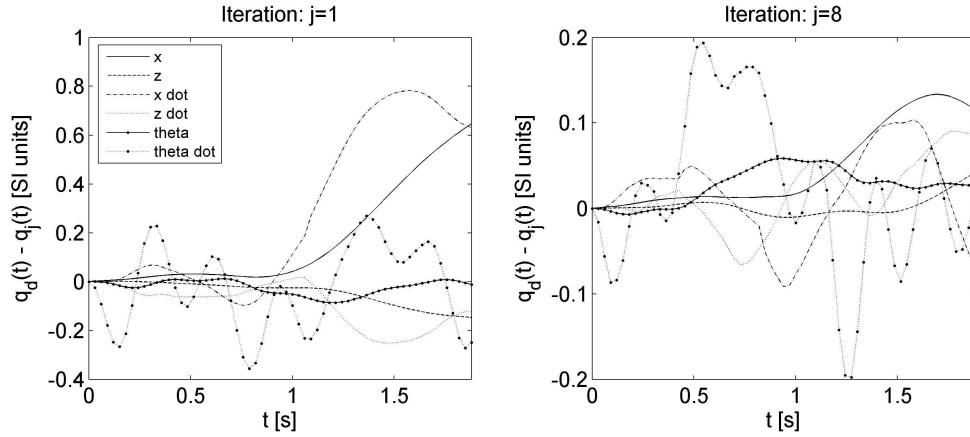 Iteration: j=1
1
0.8
0.6
0.4
0.2
0
-0.2
-0.4
q_d(t) - q_j(t) [SI units]
x
z
x dot
z dot
theta
theta dot
0 0.5 1 1.5
t [s]
Iteration: j=8
0.2
0.1
0
-0.1
-0.2
q_d(t) - q_j(t) [SI units]
0 0.5 1 1.5
t [s]